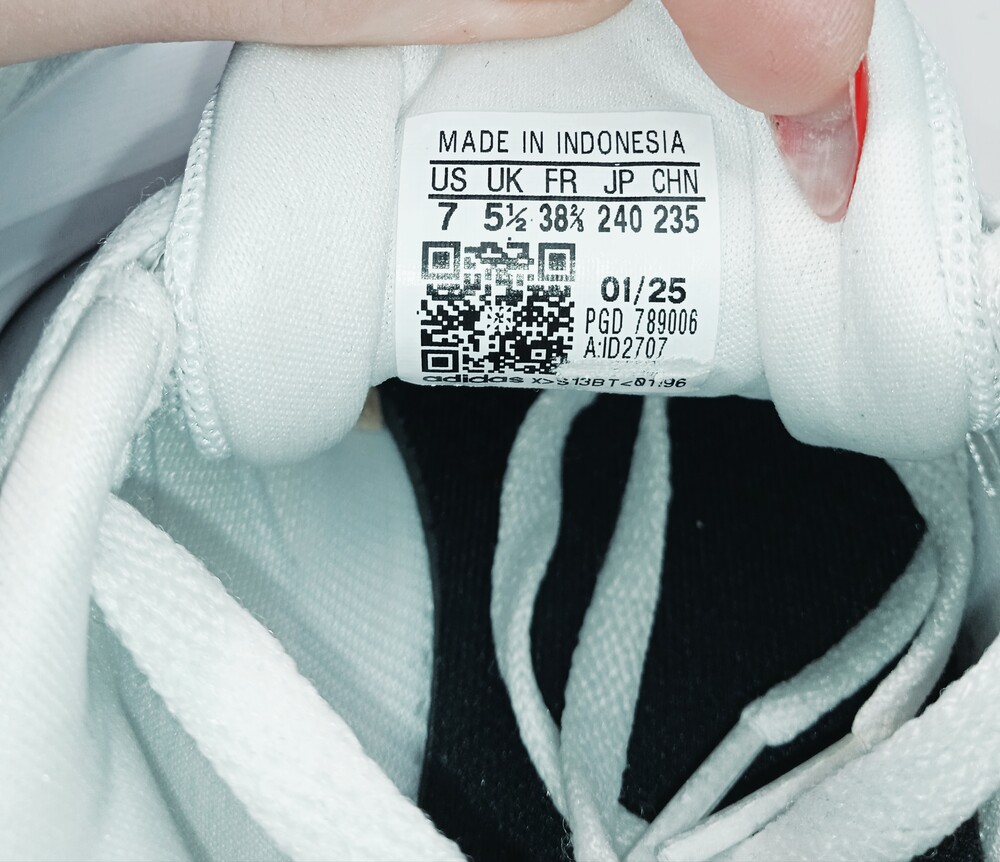 MADE IN INDONESIA
US UK FR JP CHN
7 5½ 38⅔ 240 235
01/25
PGD 789006
A:ID2707
adidas